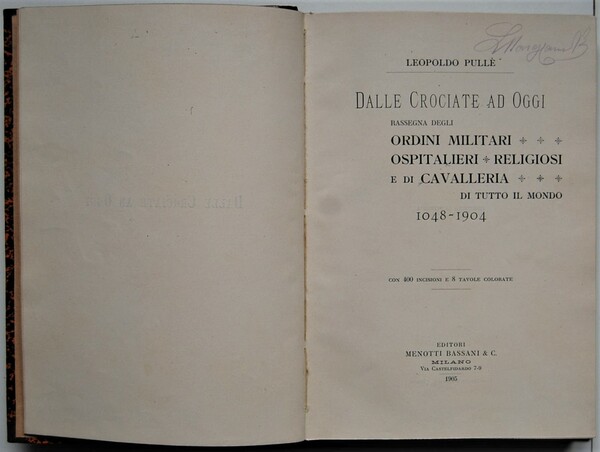 LEOPOLDO PULLÈ
DALLE CROCIATE AD OGGI
RASSEGNA DEGLI
ORDINI MILITARI
OSPITALIERI RELIGIOSI
E DI CAVALLERIA
DI TUTTO IL MONDO
1048-1904
CON 400 INCISIONI E 8 TAVOLE COLORATE
EDITORI
MENOTTI BASSANI & C.
MILANO
VIA CASTELFIDARDO 7-9
1905